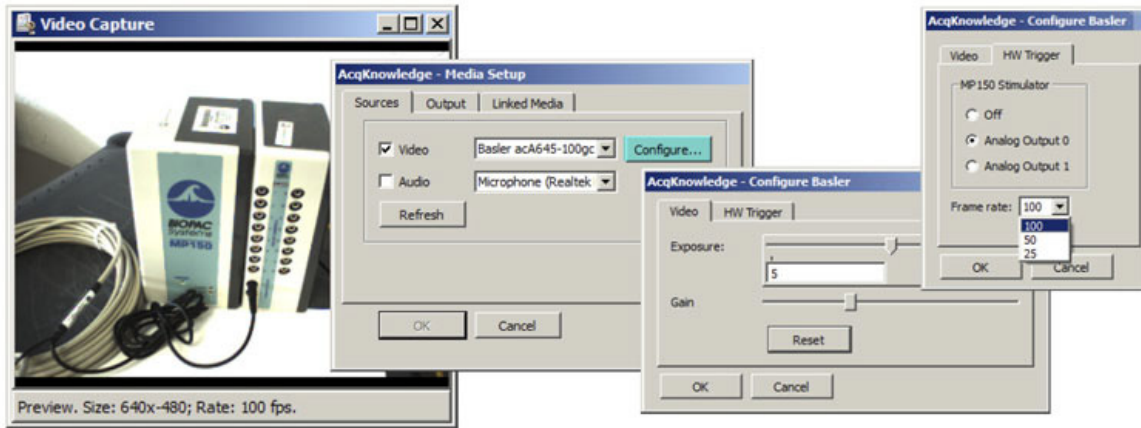 Video Capture
BIOPAC
Systems
MP150
Preview. Size: 640x-480; Rate: 100 fps.
AcqKnowledge - Media Setup
Sources Output Linked Media
Video Basler acA645-100gc Configure...
Audio Microphone (Realtek
Refresh
OK Cancel
AcqKnowledge - Configure Basler
Video HW Trigger
Exposure:
5
Gain
Reset
OK Cancel
AcqKnowledge - Configure Basler
Video HW Trigger
MP150 Stimulator
Off
Analog Output 0
Analog Output 1
Frame rate: 100
100
50
25
OK Cancel